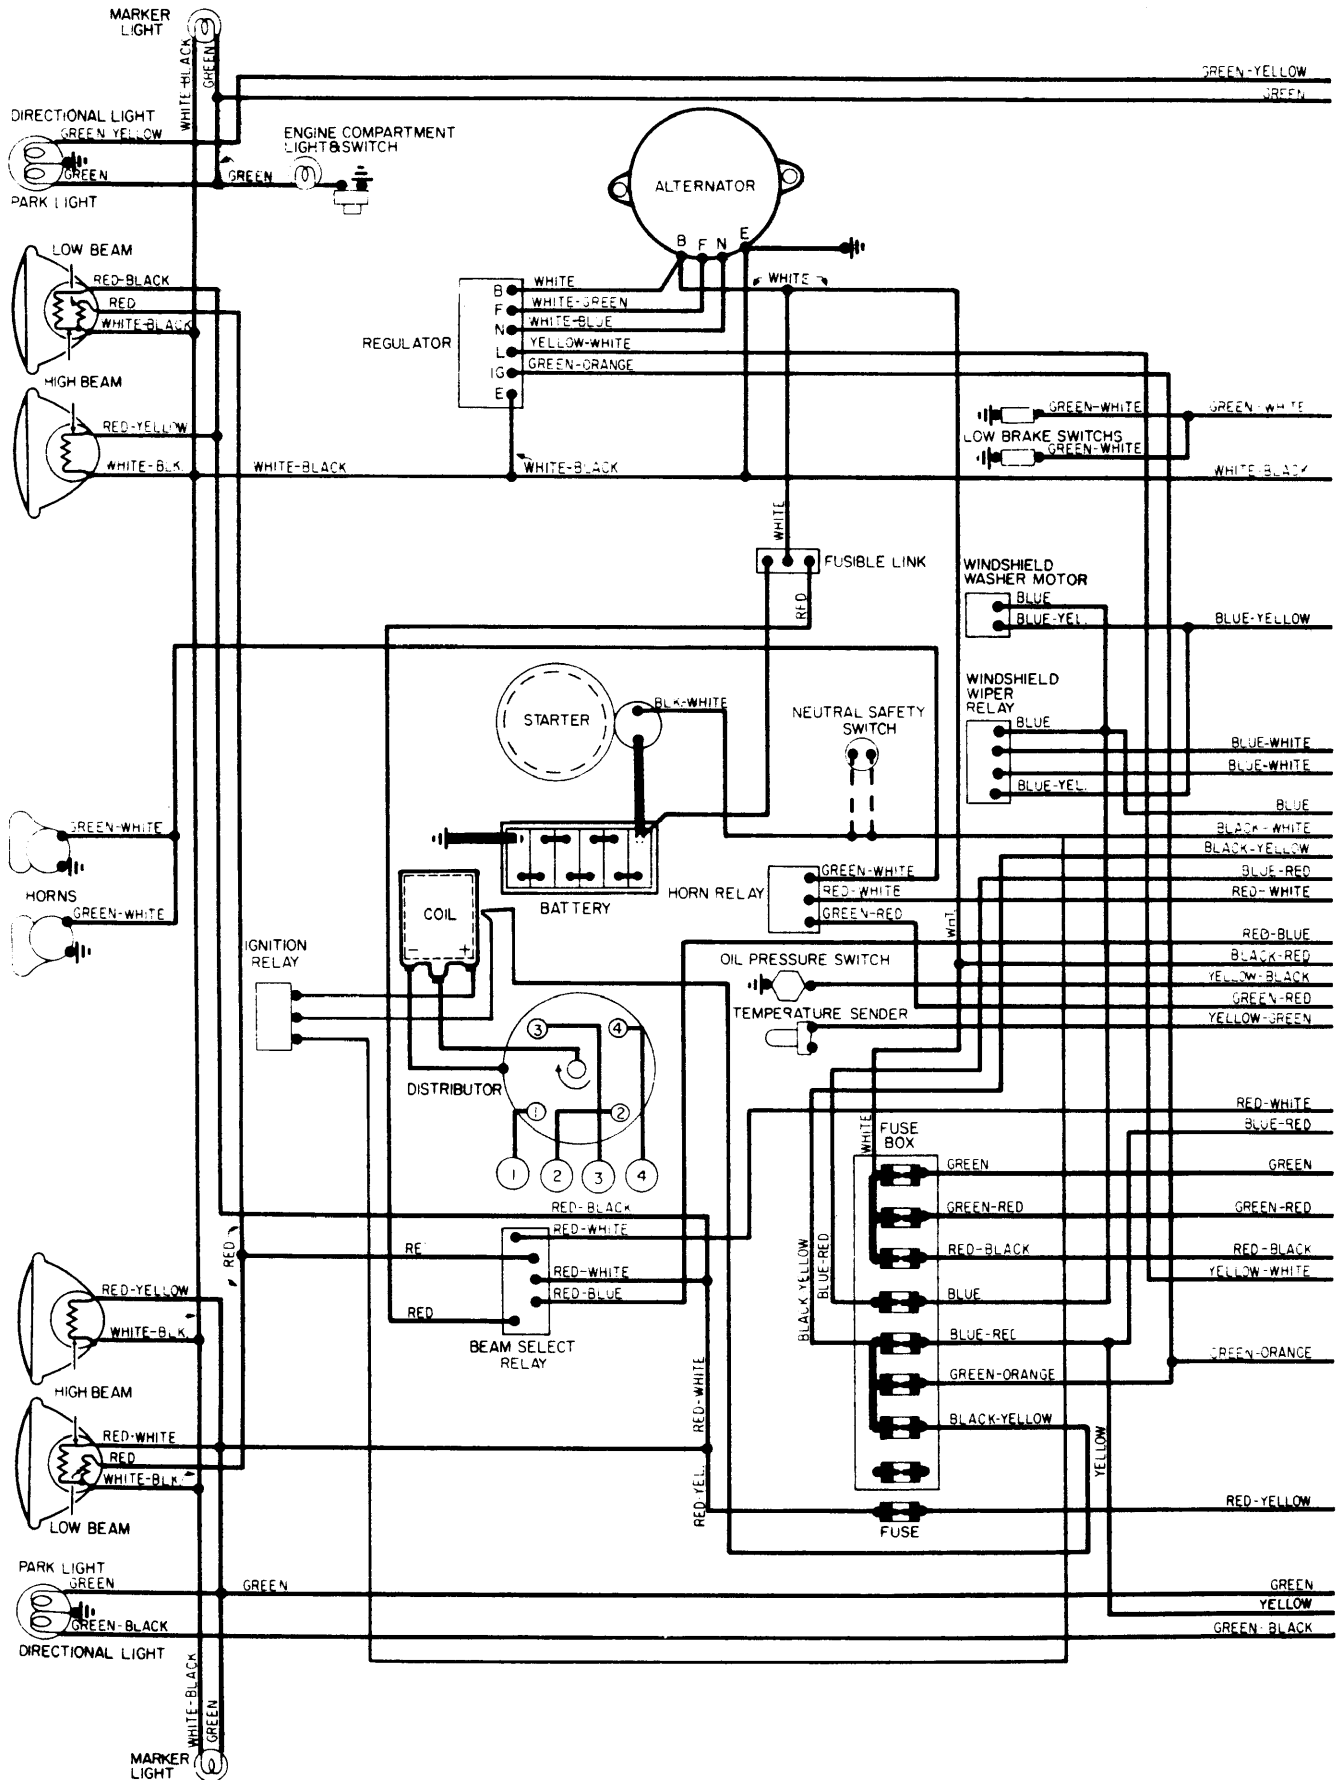 MARKER
LIGHT
WHITE-BLACK
GREEN
GREEN-YELLOW
GREEN
DIRECTIONAL LIGHT
GREEN YELLOW
GREEN
PARK LIGHT
ENGINE COMPARTMENT
LIGHT&SWITCH
GREEN
ALTERNATOR
B F N E
LOW BEAM
RED-BLACK
RED
WHITE-BLACK
HIGH BEAM
RED-YELLOW
WHITE-BLK.
WHITE-BLACK
REGULATOR
B
F
N
L
IG
E
WHITE
WHITE-GREEN
WHITE-BLUE
YELLOW-WHITE
GREEN-ORANGE
WHITE-BLACK
WHITE
WHITE
GREEN-WHITE
GREEN-WHITE
LOW BRAKE SWITCHS
GREEN-WHITE
WHITE-BLACK
FUSIBLE LINK
RED
WINDSHIELD
WASHER MOTOR
BLUE
BLUE-YEL.
BLUE-YELLOW
STARTER
BLK-WHITE
NEUTRAL SAFETY
SWITCH
WINDSHIELD
WIPER
RELAY
BLUE
BLUE-WHITE
BLUE-WHITE
BLUE-YEL.
BLUE
BLACK-WHITE
BLACK-YELLOW
BLUE-RED
RED-WHITE
GREEN-WHITE
HORNS
GREEN-WHITE
BATTERY
COIL
- +
HORN RELAY
GREEN-WHITE
RED-WHITE
GREEN-RED
WHT
RED-BLUE
BLACK-RED
YELLOW-BLACK
GREEN-RED
YELLOW-GREEN
IGNITION
RELAY
OIL PRESSURE SWITCH
TEMPERATURE SENDER
DISTRIBUTOR
3 4
1 2
1 2 3 4
RED-WHITE
BLUE-RED
WHITE
FUSE
BOX
GREEN
GREEN
GREEN-RED
GREEN-RED
RED-BLACK
RED-BLACK
YELLOW-WHITE
BLUE
BLUE-RED
GREEN-ORANGE
GREEN-ORANGE
BLACK-YELLOW
BLACK YELLOW
BLUE-RED
YELLOW
FUSE
RED-YELLOW
RED-BLACK
RED-WHITE
RED-WHITE
RED-BLUE
RED
RED
BEAM SELECT
RELAY
RED-WHITE
RED-YEL.
RED-YELLOW
WHITE-BLK.
HIGH BEAM
RED-WHITE
RED
WHITE-BLK.
LOW BEAM
PARK LIGHT
GREEN
GREEN
GREEN-BLACK
DIRECTIONAL LIGHT
GREEN
YELLOW
GREEN-BLACK
WHITE-BLACK
GREEN
MARKER
LIGHT